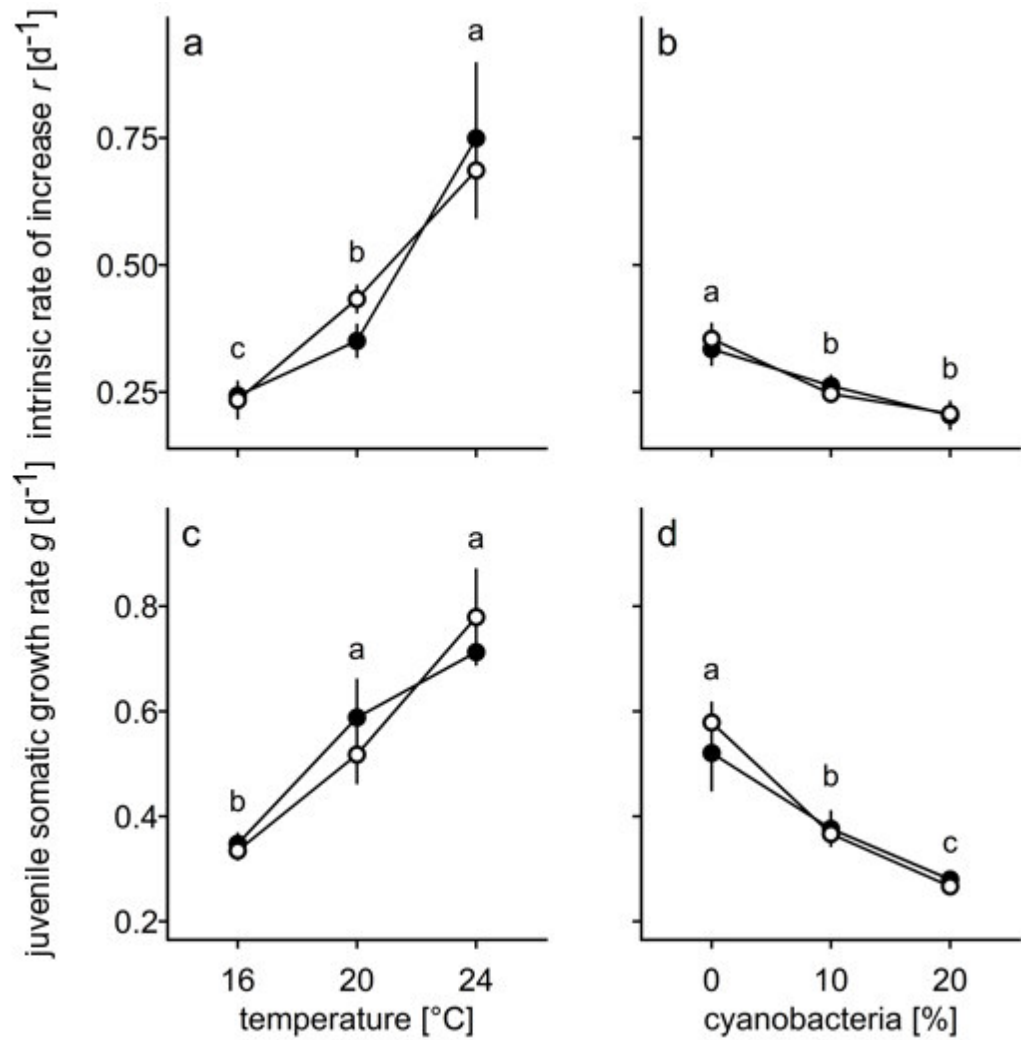 intrinsic rate of increase r [d⁻¹]
a
a
b
c
0.75
0.50
0.25
b
a
b
b
juvenile somatic growth rate g [d⁻¹]
c
a
a
b
0.8
0.6
0.4
0.2
16 20 24
temperature [°C]
d
a
b
c
0 10 20
cyanobacteria [%]